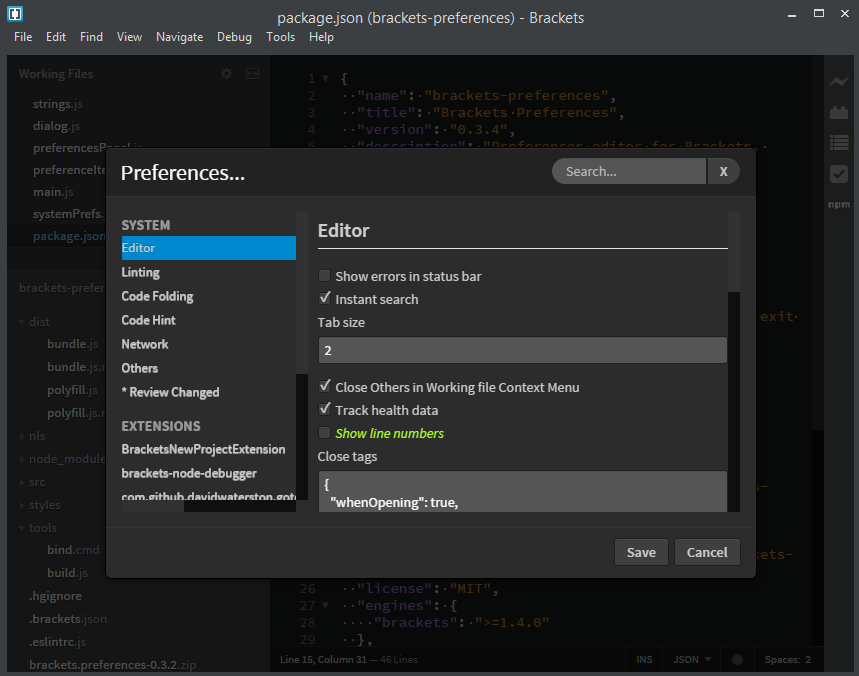 package.json (brackets-preferences) - Brackets
File Edit Find View Navigate Debug Tools Help
Working Files
strings.js
dialog.js
preferencesPanel.js
preferenceIte
main.js
systemPrefs.
package.json
brackets-prefer
dist
bundle.js
bundle.js.r
polyfill.js
polyfill.js.r
nls
node_module
src
styles
tools
bind.cmd
build.js
.hgignore
.brackets.json
.eslintrc.js
brackets.preferences-0.3.2.zip
1 {
2 ··"name":·"brackets-preferences",
3 ··"title":·"Brackets·Preferences",
4 ··"version":·"0.3.4",
5 ··"description":·"Preferences·editor·for·Brackets.
exit·
npm
Preferences...
Search...
X
SYSTEM
Editor
Linting
Code Folding
Code Hint
Network
Others
* Review Changed
EXTENSIONS
BracketsNewProjectExtension
brackets-node-debugger
com.github.davidwaterston.goto
Editor
Show errors in status bar
Instant search
Tab size
2
Close Others in Working file Context Menu
Track health data
Show line numbers
Close tags
{
"whenOpening": true,
Save Cancel
kets-
26 ··"license":·"MIT",
27 ··"engines":·{
28 ····"brackets":·">=1.4.0"
29 ··},
Line 15, Column 31 — 46 Lines
INS JSON Spaces: 2